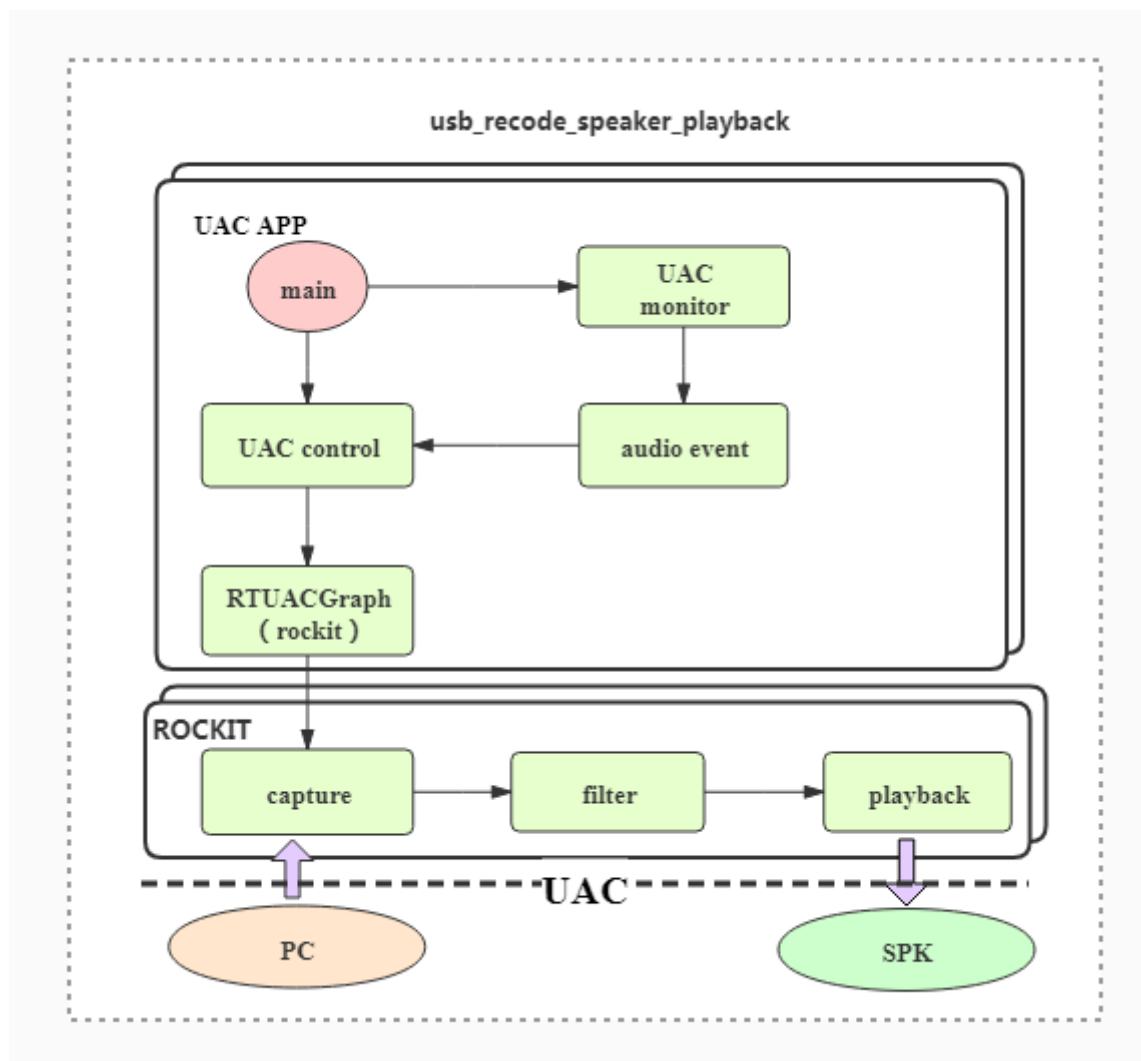 usb_recode_speaker_playback
UAC APP
main
UAC
monitor
UAC control
audio event
RTUACGraph
( rockit )
ROCKIT
capture
filter
playback
UAC
PC
SPK